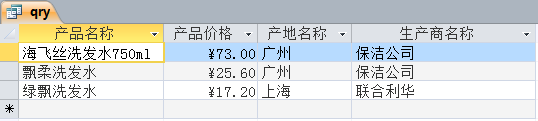 qry
产品名称 产品价格 产地名称 生产商名称
海飞丝洗发水750ml ¥73.00 广州 保洁公司
飘柔洗发水 ¥25.60 广州 保洁公司
绿飘洗发水 ¥17.20 上海 联合利华